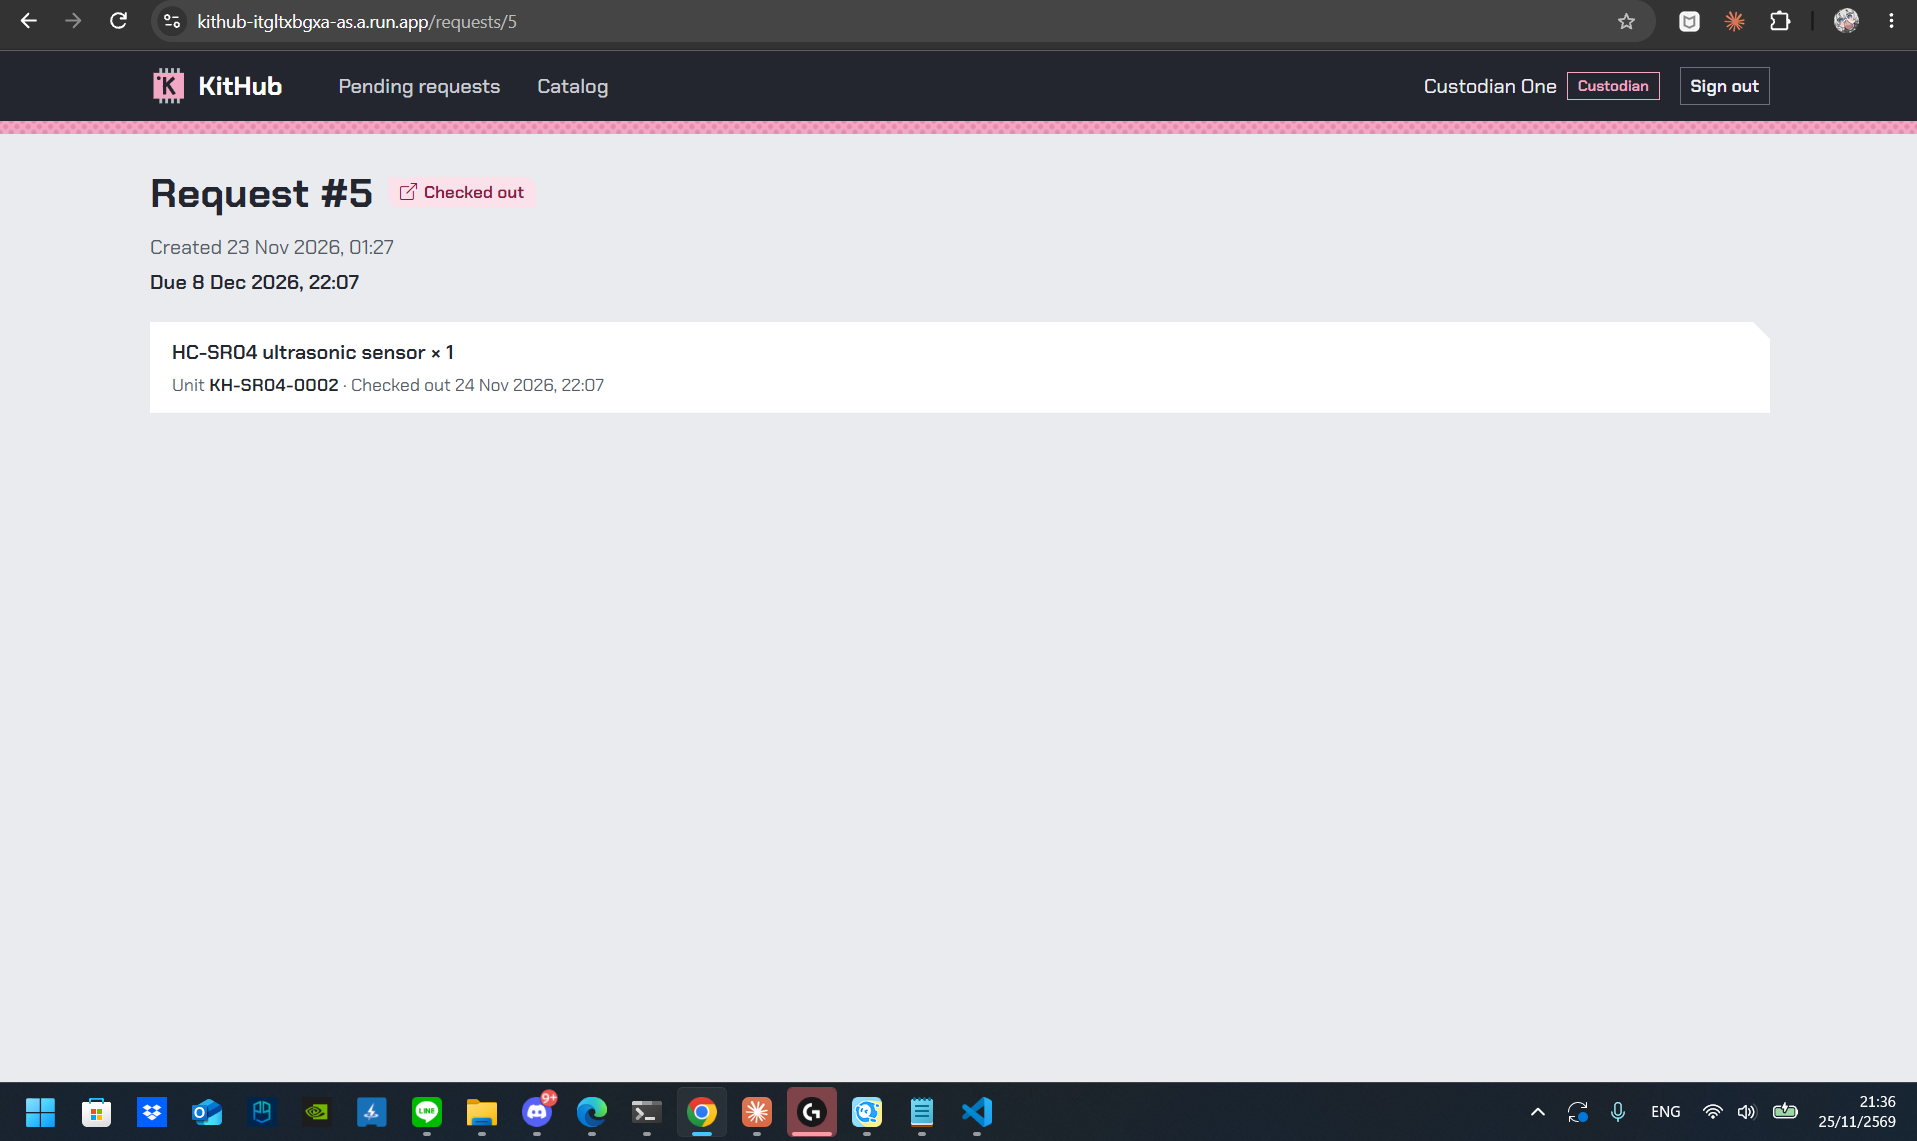 kithub-itgltxbgxa-as.a.run.app/requests/5
KitHub
Pending requests
Catalog
Custodian One
Custodian
Sign out
Request #5
Checked out
Created 23 Nov 2026, 01:27
Due 8 Dec 2026, 22:07
HC-SR04 ultrasonic sensor × 1
Unit KH-SR04-0002 · Checked out 24 Nov 2026, 22:07
LINE
9+
ENG
21:36
25/11/2569